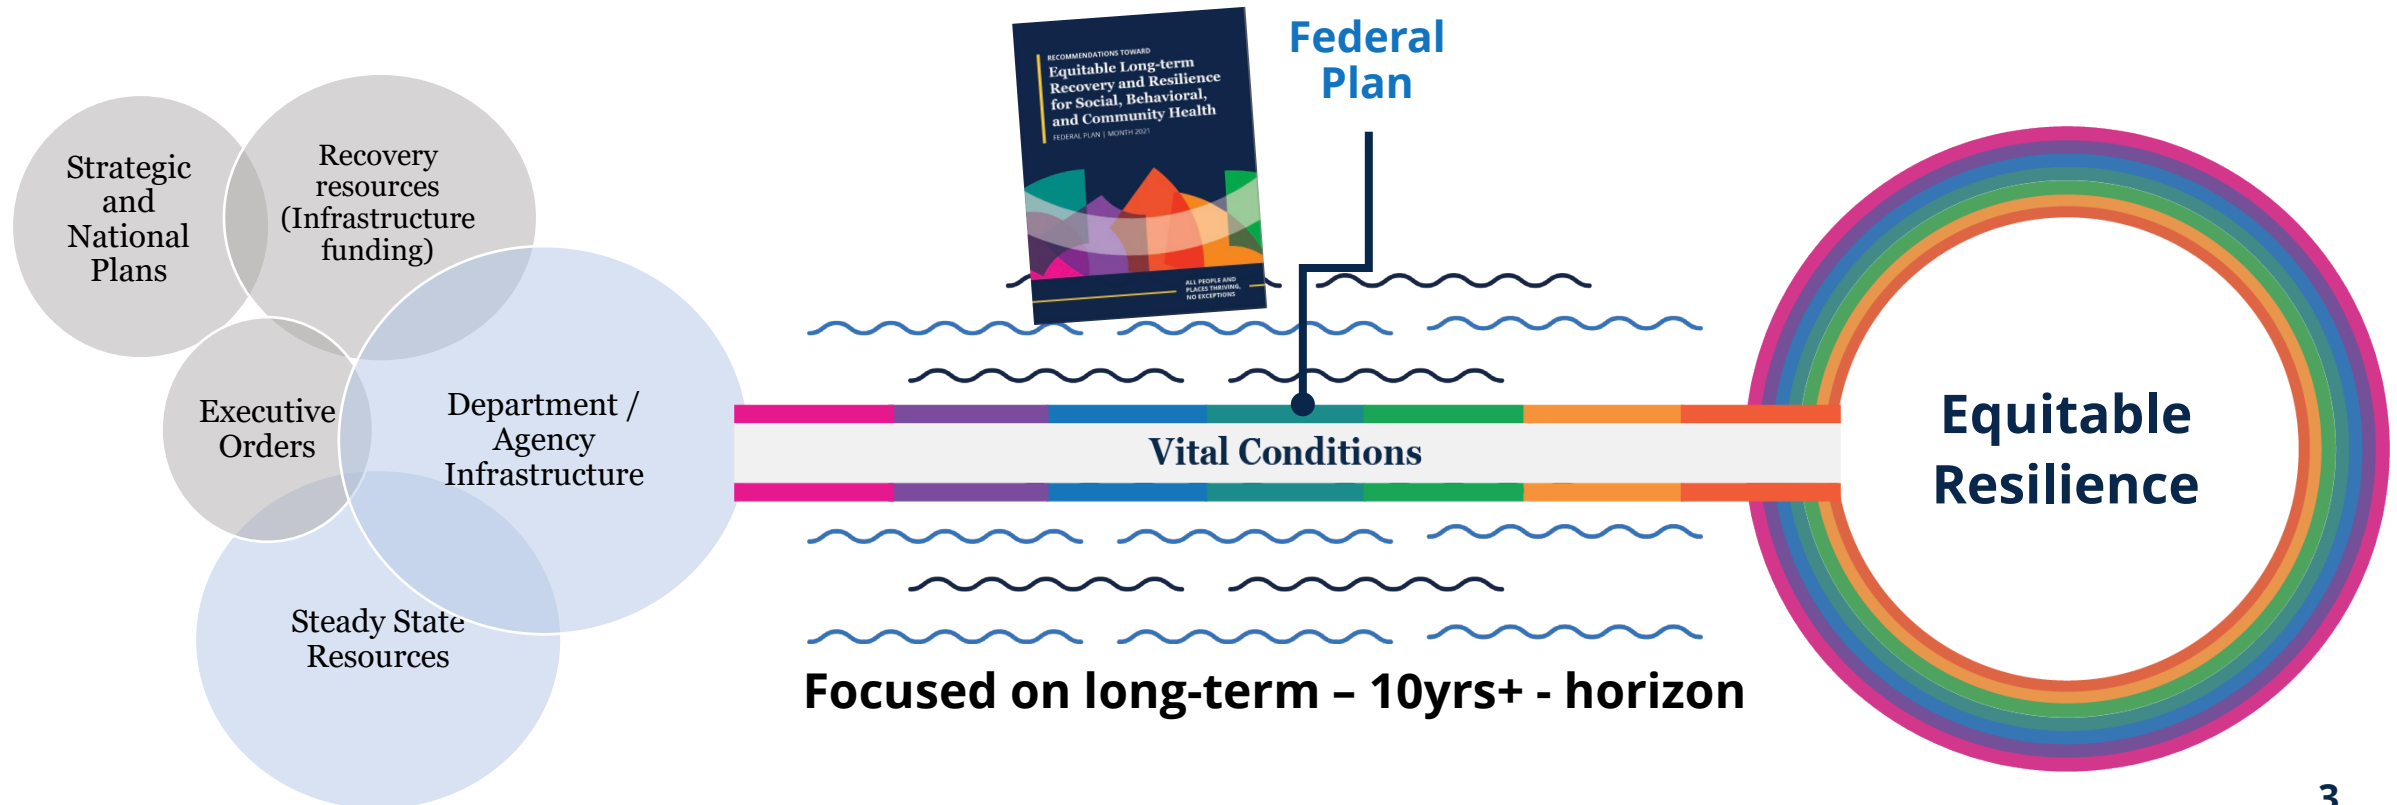 Strategic
and
National
Plans
Recovery
resources
(Infrastructure
funding)
Executive
Orders
Department /
Agency
Infrastructure
Steady State
Resources
RECOMMENDATIONS TOWARD
Equitable Long-term
Recovery and Resilience
for Social, Behavioral,
and Community Health
FEDERAL PLAN | MONTH 2021
ALL PEOPLE AND
PLACES THRIVING,
NO EXCEPTIONS
Federal
Plan
Vital Conditions
Focused on long-term – 10yrs+ - horizon
Equitable
Resilience
3